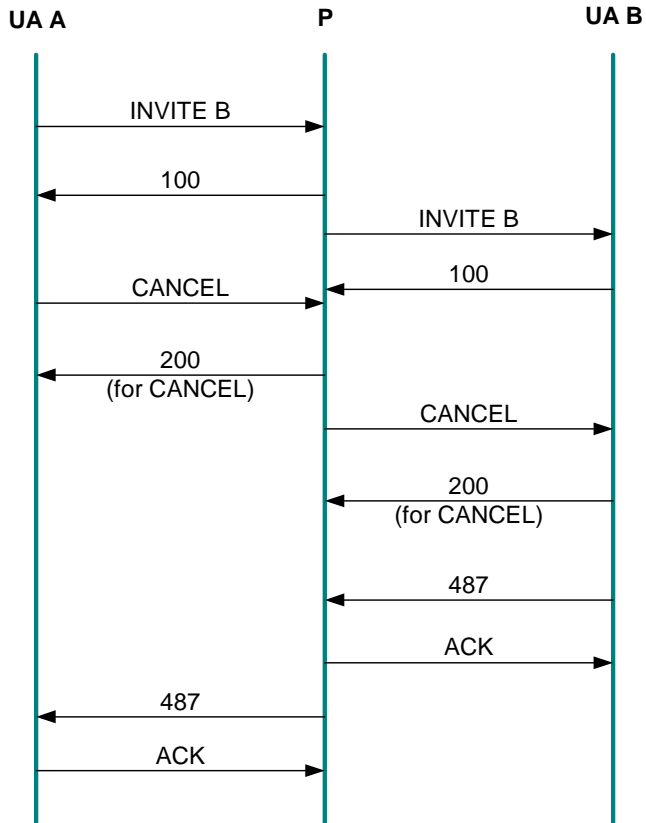 UA A
P
UA B
INVITE B
100
INVITE B
100
CANCEL
200
(for CANCEL)
CANCEL
200
(for CANCEL)
487
ACK
487
ACK